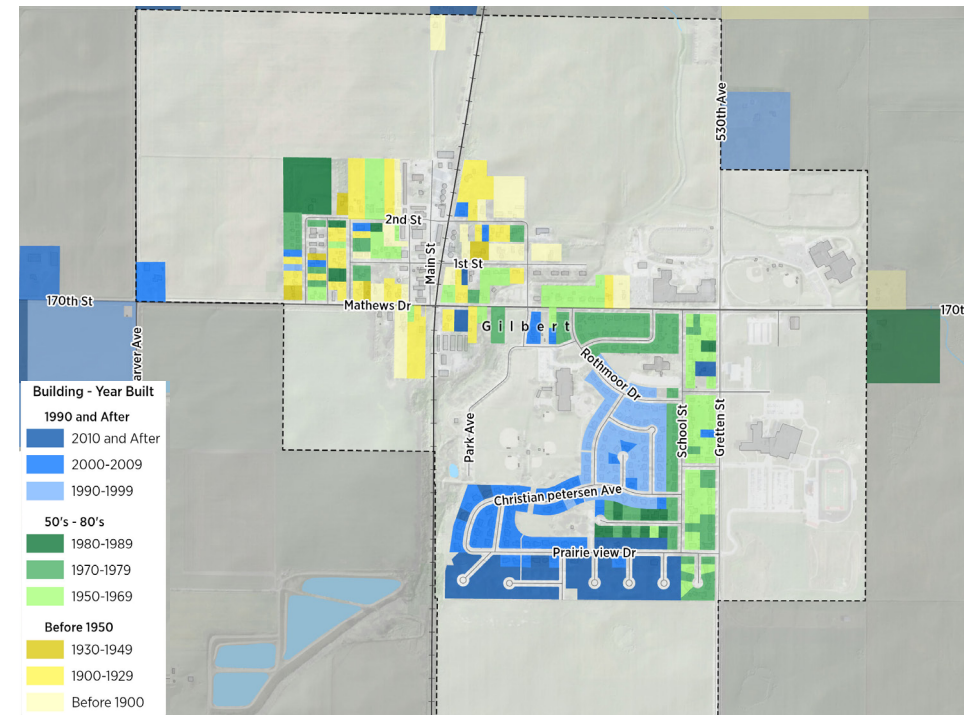 530th Ave
2nd St
Main St
1st St
170th St
Mathews Dr
170t
Gilbert
arver Ave
Rothmoor Dr
Park Ave
School St
Gretten St
Christian petersen Ave
Prairie view Dr
Building - Year Built
1990 and After
2010 and After
2000-2009
1990-1999
50's - 80's
1980-1989
1970-1979
1950-1969
Before 1950
1930-1949
1900-1929
Before 1900